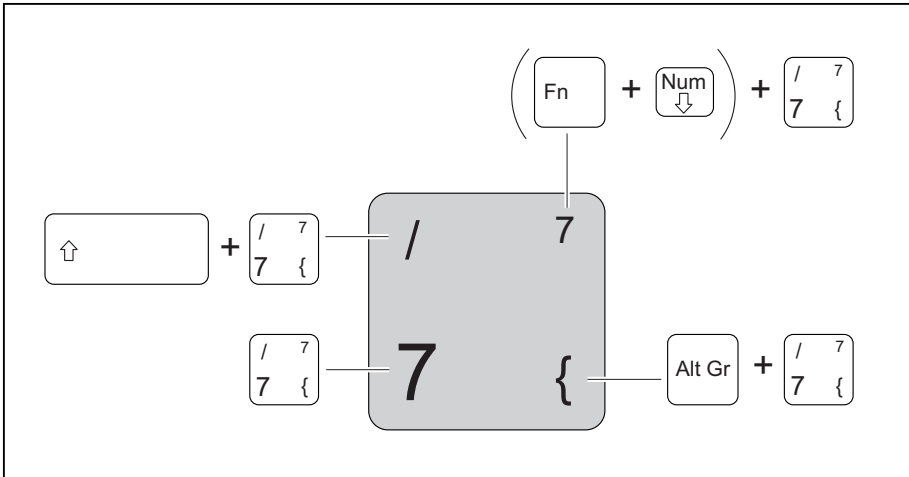 ( Fn + Num ⇩ ) + / 7
7 {
⇧ + / 7
7 {
/ 7
7 {
/ 7
7 {
Alt Gr + / 7
7 {